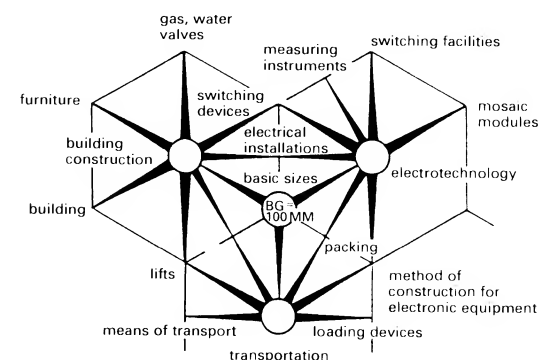 gas, water
valves
measuring
instruments
switching facilities
furniture
switching
devices
mosaic
modules
building
construction
electrical
installations
basic sizes
electrotechnology
building
BG =
100 MM
packing
lifts
method of
construction for
electronic equipment
means of transport
loading devices
transportation